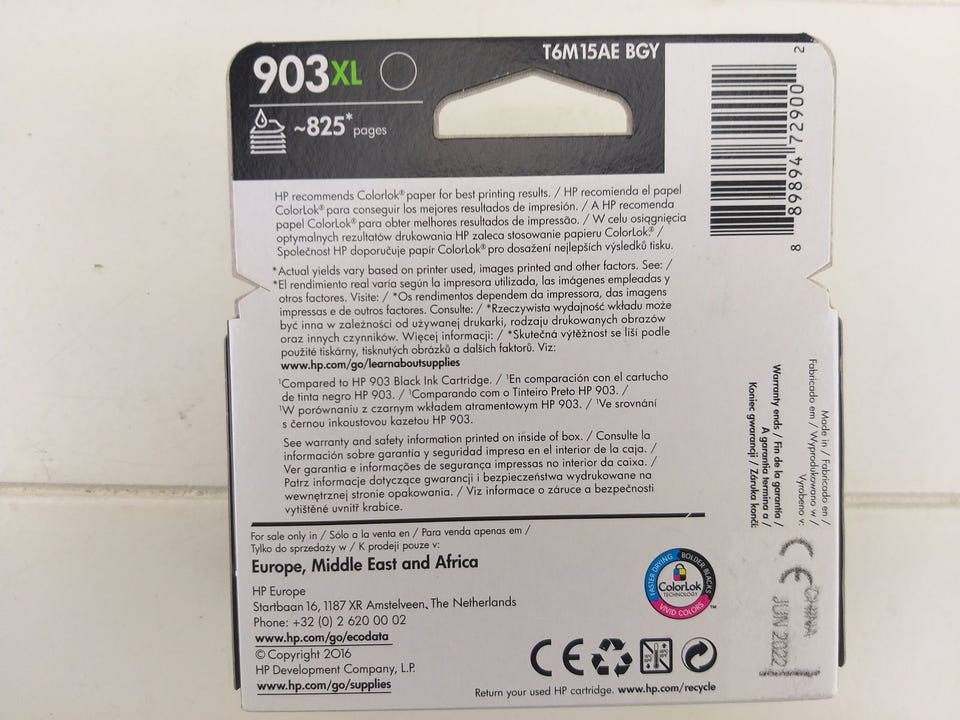 903XL
T6M15AE BGY
~825* pages
HP recommends Colorlok® paper for best printing results. / HP recomienda el papel
ColorLok® para conseguir los mejores resultados de impresión. / A HP recomenda
papel ColorLok® para obter melhores resultados de impressão. / W celu osiągnięcia
optymalnych rezultatów drukowania HP zaleca stosowanie papieru ColorLok® /
Společnost HP doporučuje papír ColorLok® pro dosažení nejlepších výsledků tisku.
*Actual yields vary based on printer used, images printed and other factors. See: /
*El rendimiento real varía según la impresora utilizada, las imágenes empleadas y
otros factores. Visite: / *Os rendimentos dependem da impressora, das imagens
impressas e de outros factores. Consulte: / *Rzeczywista wydajność wkładu może
być inna w zależności od używanej drukarki, rodzaju drukowanych obrazów
oraz innych czynników. Więcej informacji: / *Skutečná výtěžnost se liší podle
použité tiskárny, tisknutých obrázků a dalších faktorů. Viz:
www.hp.com/go/learnaboutsupplies
¹Compared to HP 903 Black Ink Cartridge. / ¹En comparación con el cartucho
de tinta negro HP 903. / ¹Comparando com o Tinteiro Preto HP 903. /
¹W porównaniu z czarnym wkładem atramentowym HP 903. / ¹Ve srovnání
s černou inkoustovou kazetou HP 903.
See warranty and safety information printed on inside of box. / Consulte la
información sobre garantía y seguridad impresa en el interior de la caja. /
Ver garantia e informações de segurança impressas no interior da caixa. /
Patrz informacje dotyczące gwarancji i bezpieczeństwa wydrukowane na
wewnętrznej stronie opakowania. / Viz informace o záruce a bezpečnosti
vytištěné uvnitř krabice.
For sale only in / Sólo a la venta en / Para venda apenas em /
Tylko do sprzedaży w / K prodeji pouze v:
Europe, Middle East and Africa
HP Europe
Startbaan 16, 1187 XR Amstelveen, The Netherlands
Phone: +32 (0) 2 620 00 02
www.hp.com/go/ecodata
© Copyright 2016
HP Development Company, L.P.
www.hp.com/go/supplies
FASTER DRYING BOLDER BLACKS
ColorLok
TECHNOLOGY
VIVID COLORS ™
CE
Return your used HP cartridge. www.hp.com/recycle
8 89894 72900 2
Made in / Fabricado en /
Fabricado em / Wyprodukowano w /
Vyrobeno v:
CHINA
Warranty ends / Fin de la garantía /
A garantia termina a /
Koniec gwarancji / Záruka končí:
JUN 2022
CE